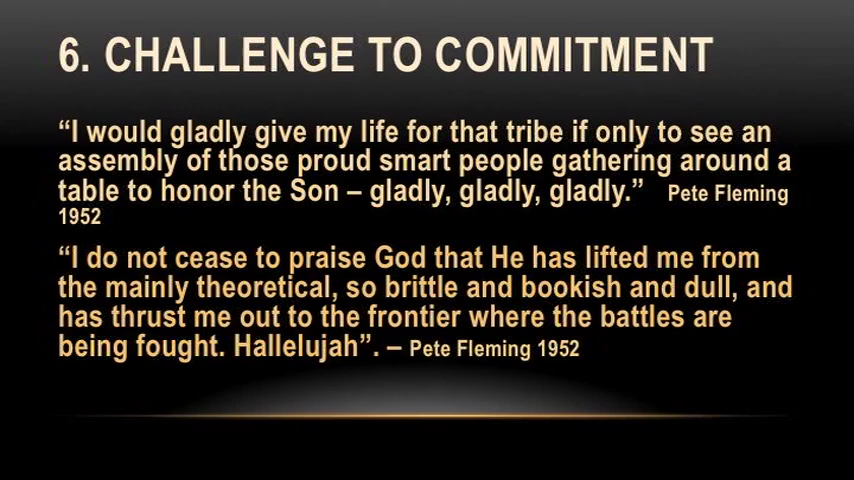 6. CHALLENGE TO COMMITMENT
“I would gladly give my life for that tribe if only to see an
assembly of those proud smart people gathering around a
table to honor the Son – gladly, gladly, gladly.” Pete Fleming
1952
“I do not cease to praise God that He has lifted me from
the mainly theoretical, so brittle and bookish and dull, and
has thrust me out to the frontier where the battles are
being fought. Hallelujah”. – Pete Fleming 1952